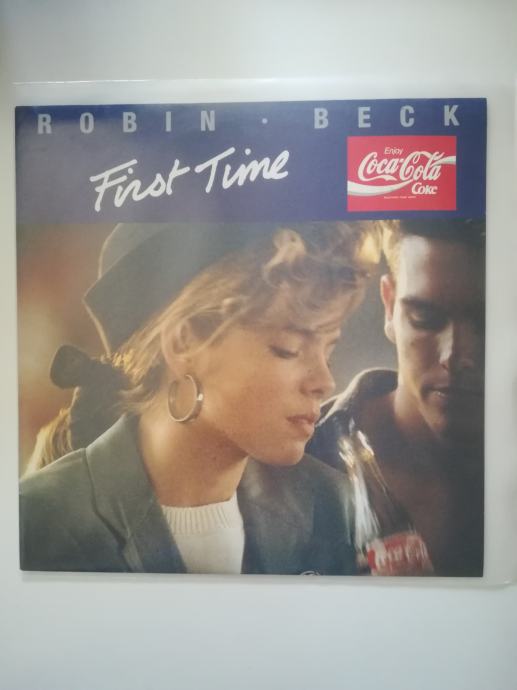 ROBIN · BECK
First Time
Enjoy
Coca-Cola
Coke